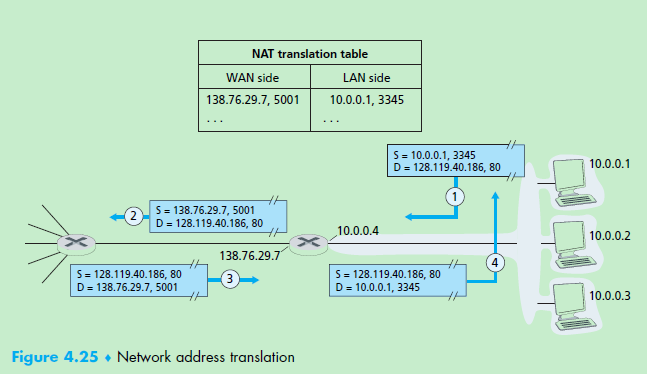 NAT translation table
WAN side LAN side
138.76.29.7, 5001 10.0.0.1, 3345
. . . . . .
S = 10.0.0.1, 3345
D = 128.119.40.186, 80
10.0.0.1
1
2
S = 138.76.29.7, 5001
D = 128.119.40.186, 80
10.0.0.4
10.0.0.2
138.76.29.7
S = 128.119.40.186, 80
D = 138.76.29.7, 5001
3
S = 128.119.40.186, 80
D = 10.0.0.1, 3345
4
10.0.0.3
Figure 4.25 ♦ Network address translation